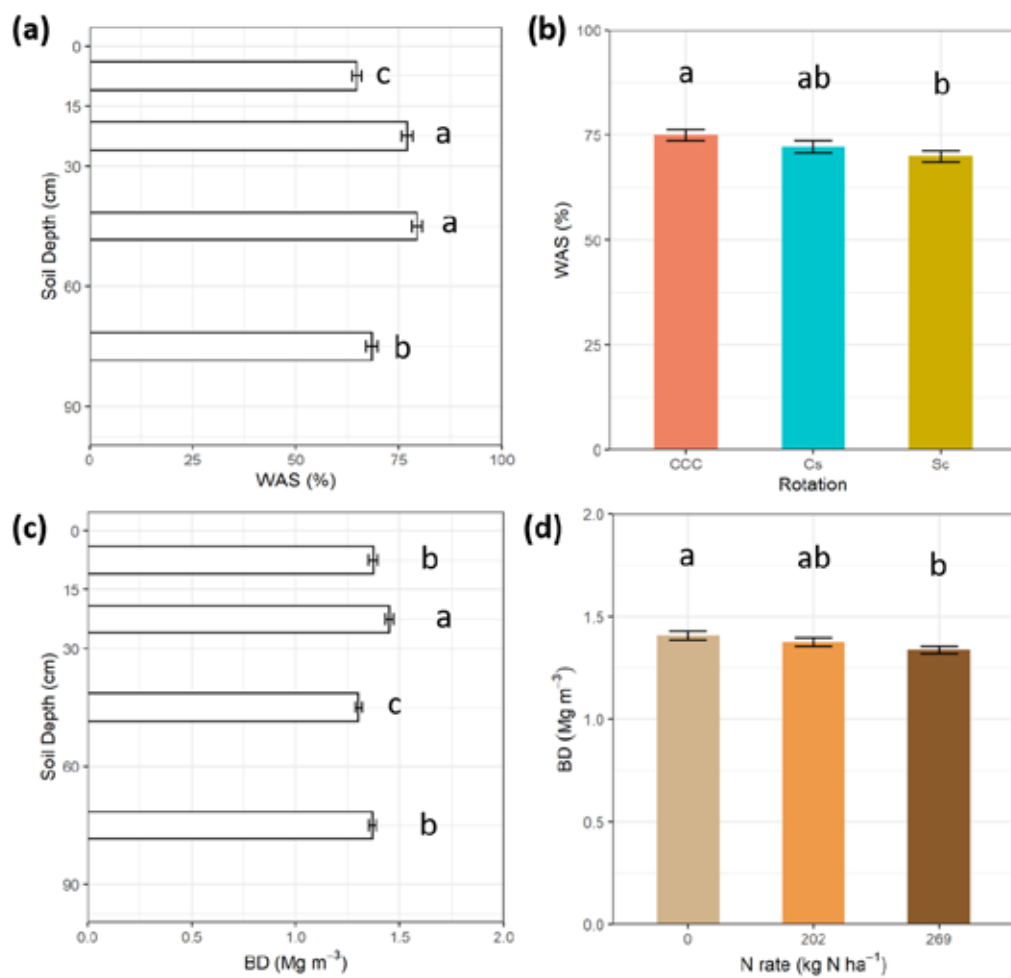 (a)
0
15
30
60
90
Soil Depth (cm)
c
a
a
b
0 25 50 75 100
WAS (%)
(b)
100
75
50
25
0
WAS (%)
a ab b
CCC Cs Sc
Rotation
(c)
0
15
30
60
90
Soil Depth (cm)
b
a
c
b
0.0 0.5 1.0 1.5 2.0
BD (Mg m⁻³)
(d)
2.0
1.5
1.0
0.5
0.0
BD (Mg m⁻³)
a ab b
0 202 269
N rate (kg N ha⁻¹)